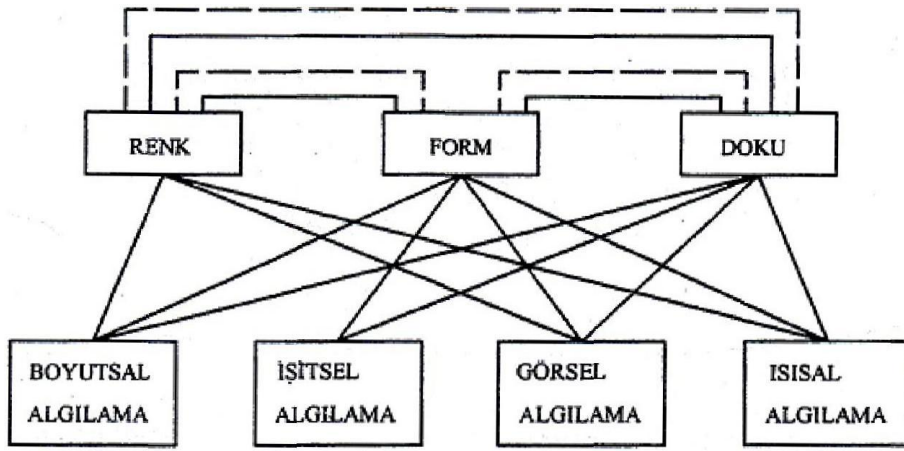 RENK
FORM
DOKU
BOYUTSAL
ALGILAMA
İŞİTSEL
ALGILAMA
GÖRSEL
ALGILAMA
ISISAL
ALGILAMA